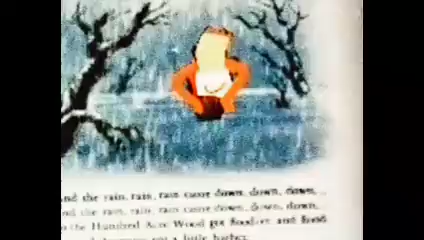 And the rain, rain, rain came down, down, down, ..
and the rain, rain, rain came down, down, down,
the Hundred Acre Wood got and
a little higher.